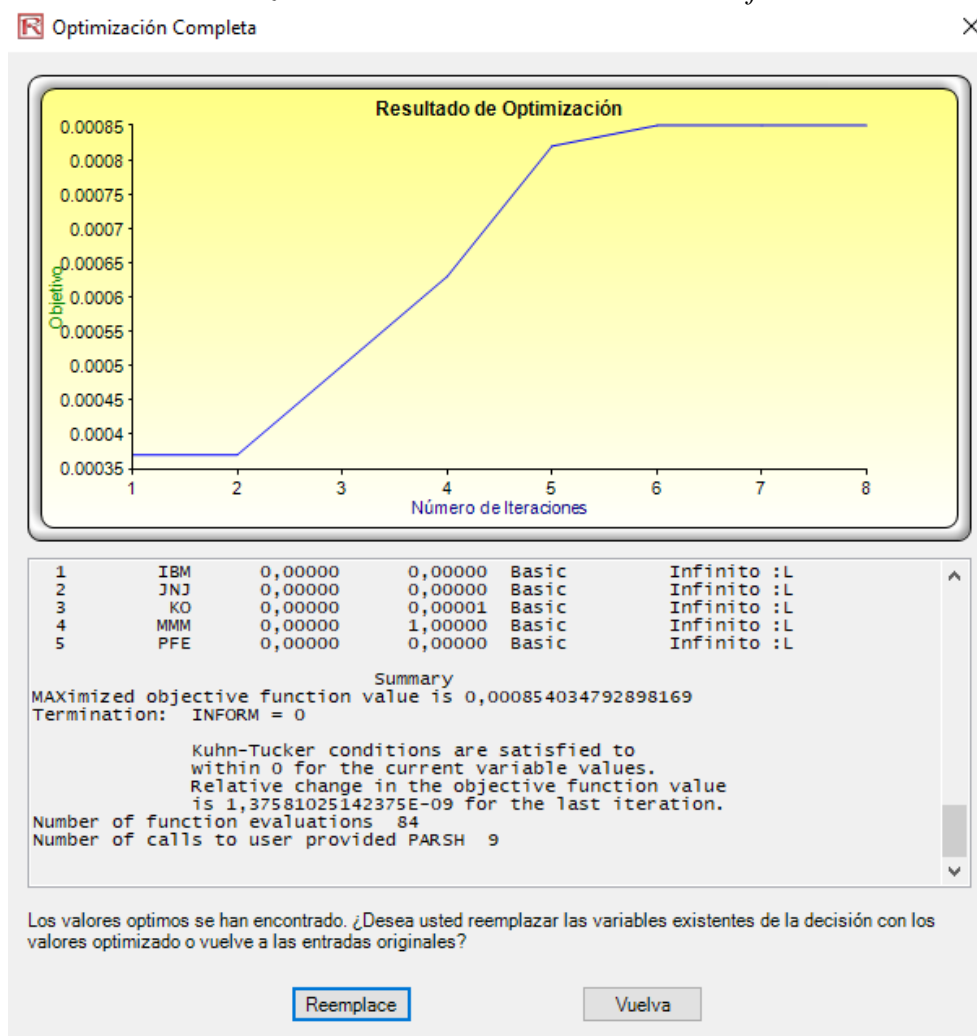 Optimización Completa
Resultado de Optimización
0.00085
0.0008
0.00075
0.0007
0.00065
0.0006
0.00055
0.0005
0.00045
0.0004
0.00035
Objetivo
1 2 3 4 5 6 7 8
Número de Iteraciones
1 IBM 0,00000 0,00000 Basic Infinito :L
2 JNJ 0,00000 0,00000 Basic Infinito :L
3 KO 0,00000 0,00001 Basic Infinito :L
4 MMM 0,00000 1,00000 Basic Infinito :L
5 PFE 0,00000 0,00000 Basic Infinito :L
Summary
MAXimized objective function value is 0,000854034792898169
Termination: INFORM = 0
Kuhn-Tucker conditions are satisfied to
within 0 for the current variable values.
Relative change in the objective function value
is 1,37581025142375E-09 for the last iteration.
Number of function evaluations 84
Number of calls to user provided PARSH 9
Los valores optimos se han encontrado. ¿Desea usted reemplazar las variables existentes de la decisión con los
valores optimizado o vuelve a las entradas originales?
Reemplace Vuelva